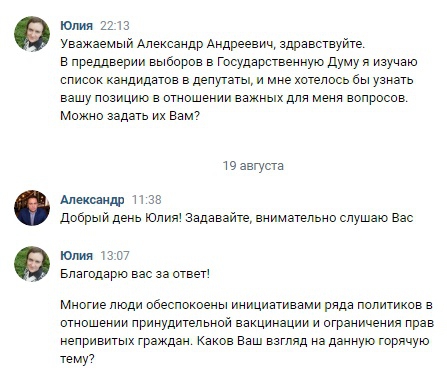 Юлия 22:13
Уважаемый Александр Андреевич, здравствуйте.
В преддверии выборов в Государственную Думу я изучаю
список кандидатов в депутаты, и мне хотелось бы узнать
вашу позицию в отношении важных для меня вопросов.
Можно задать их Вам?
19 августа
Александр 11:38
Добрый день Юлия! Задавайте, внимательно слушаю Вас
Юлия 13:07
Благодарю вас за ответ!
Многие люди обеспокоены инициативами ряда политиков в
отношении принудительной вакцинации и ограничения прав
непривитых граждан. Каков Ваш взгляд на данную горячую
тему?